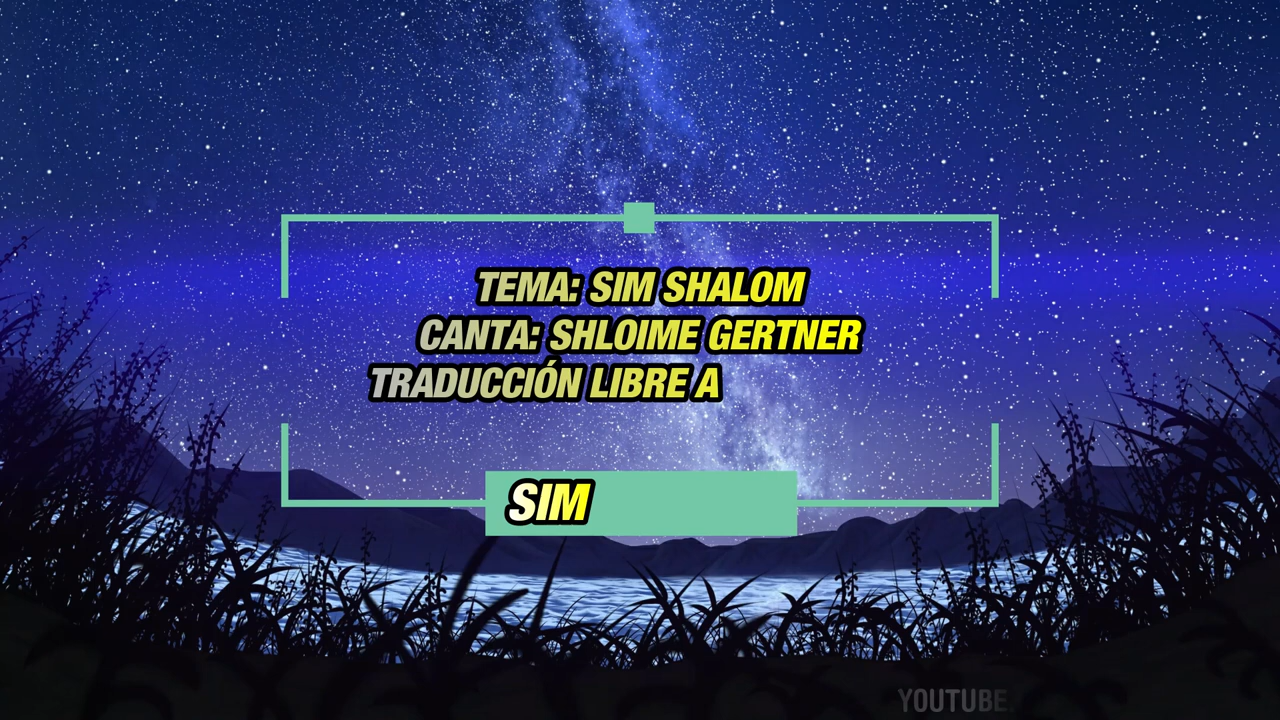 TEMA: SIM SHALOM
CANTA: SHLOIME GERTNER
TRADUCCIÓN LIBRE A
SIM
YOUTUBE.